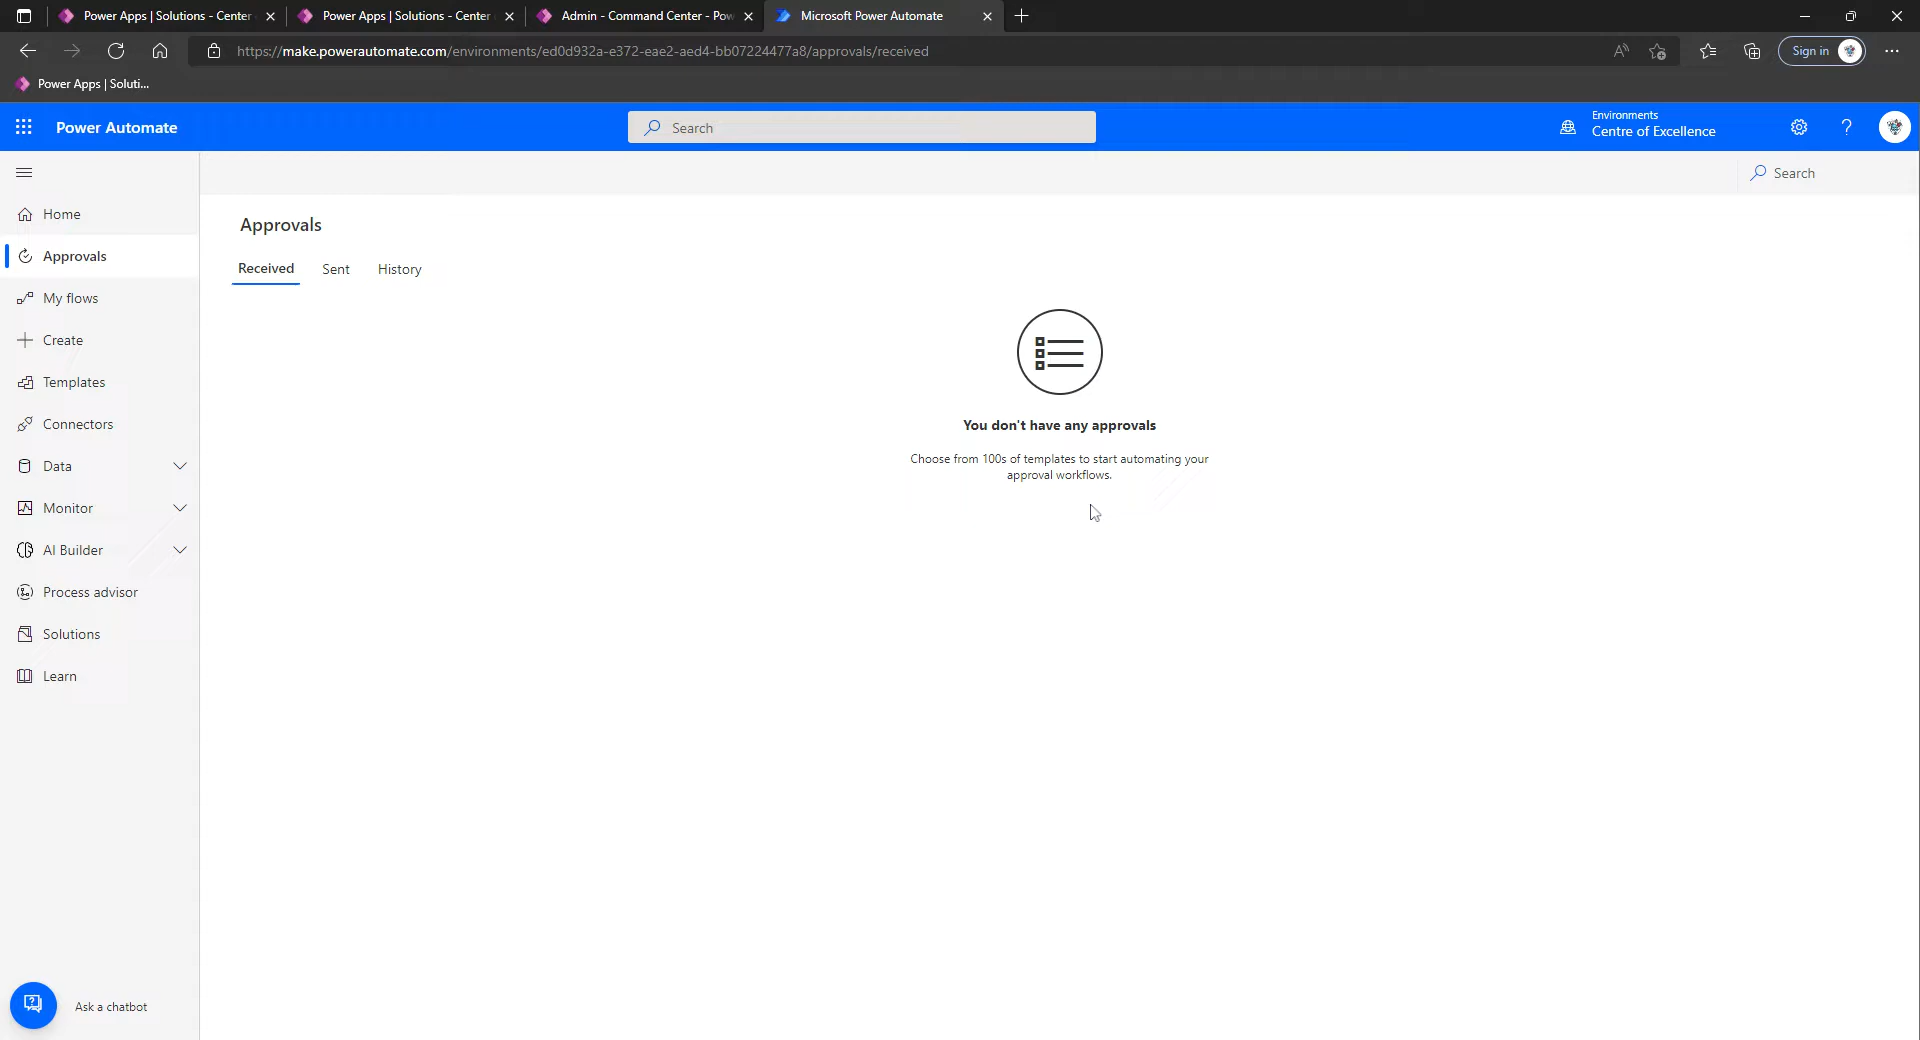 Power Apps | Solutions - Center
Power Apps | Solutions - Center
Admin - Command Center - Pow
Microsoft Power Automate
https://make.powerautomate.com/environments/ed0d932a-e372-eae2-aed4-bb07224477a8/approvals/received
Sign in
Power Apps | Soluti...
Power Automate
Search
Environments
Centre of Excellence
Search
Home
Approvals
My flows
Create
Templates
Connectors
Data
Monitor
AI Builder
Process advisor
Solutions
Learn
Ask a chatbot
Approvals
Received
Sent
History
You don't have any approvals
Choose from 100s of templates to start automating your
approval workflows.